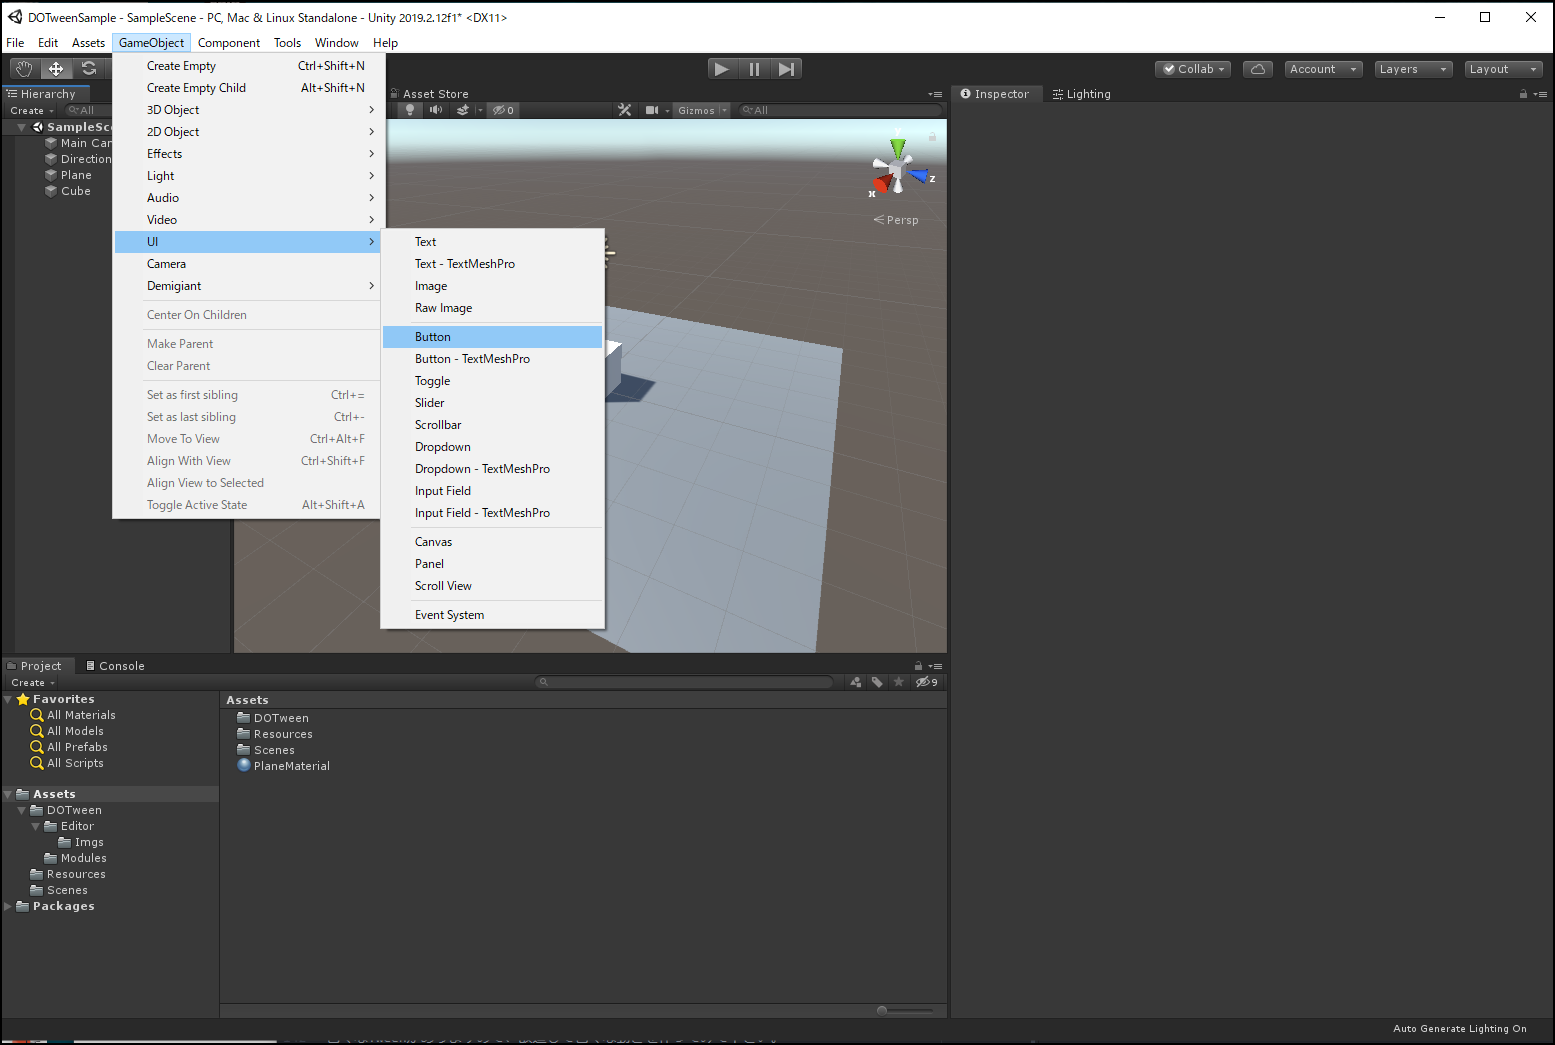 DOTweenSample - SampleScene - PC, Mac & Linux Standalone - Unity 2019.2.12f1* <DX11>
File Edit Assets GameObject Component Tools Window Help
Collab Account Layers Layout
Hierarchy
Create All
SampleSc
Main Ca
Direction
Plane
Cube
Create Empty Ctrl+Shift+N
Create Empty Child Alt+Shift+N
3D Object
2D Object
Effects
Light
Audio
Video
UI
Camera
Demigiant
Center On Children
Make Parent
Clear Parent
Set as first sibling Ctrl+=
Set as last sibling Ctrl+-
Move To View Ctrl+Alt+F
Align With View Ctrl+Shift+F
Align View to Selected
Toggle Active State Alt+Shift+A
Asset Store
0 Gizmos All
y
x
z
Persp
Text
Text - TextMeshPro
Image
Raw Image
Button
Button - TextMeshPro
Toggle
Slider
Scrollbar
Dropdown
Dropdown - TextMeshPro
Input Field
Input Field - TextMeshPro
Canvas
Panel
Scroll View
Event System
Inspector Lighting
Project Console
Create
9
Favorites
All Materials
All Models
All Prefabs
All Scripts
Assets
DOTween
Editor
Imgs
Modules
Resources
Scenes
Packages
Assets
DOTween
Resources
Scenes
PlaneMaterial
Auto Generate Lighting On